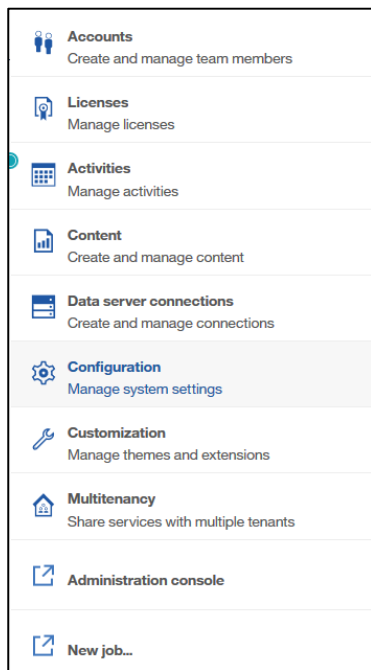 Accounts
Create and manage team members
Licenses
Manage licenses
Activities
Manage activities
Content
Create and manage content
Data server connections
Create and manage connections
Configuration
Manage system settings
Customization
Manage themes and extensions
Multitenancy
Share services with multiple tenants
Administration console
New job...